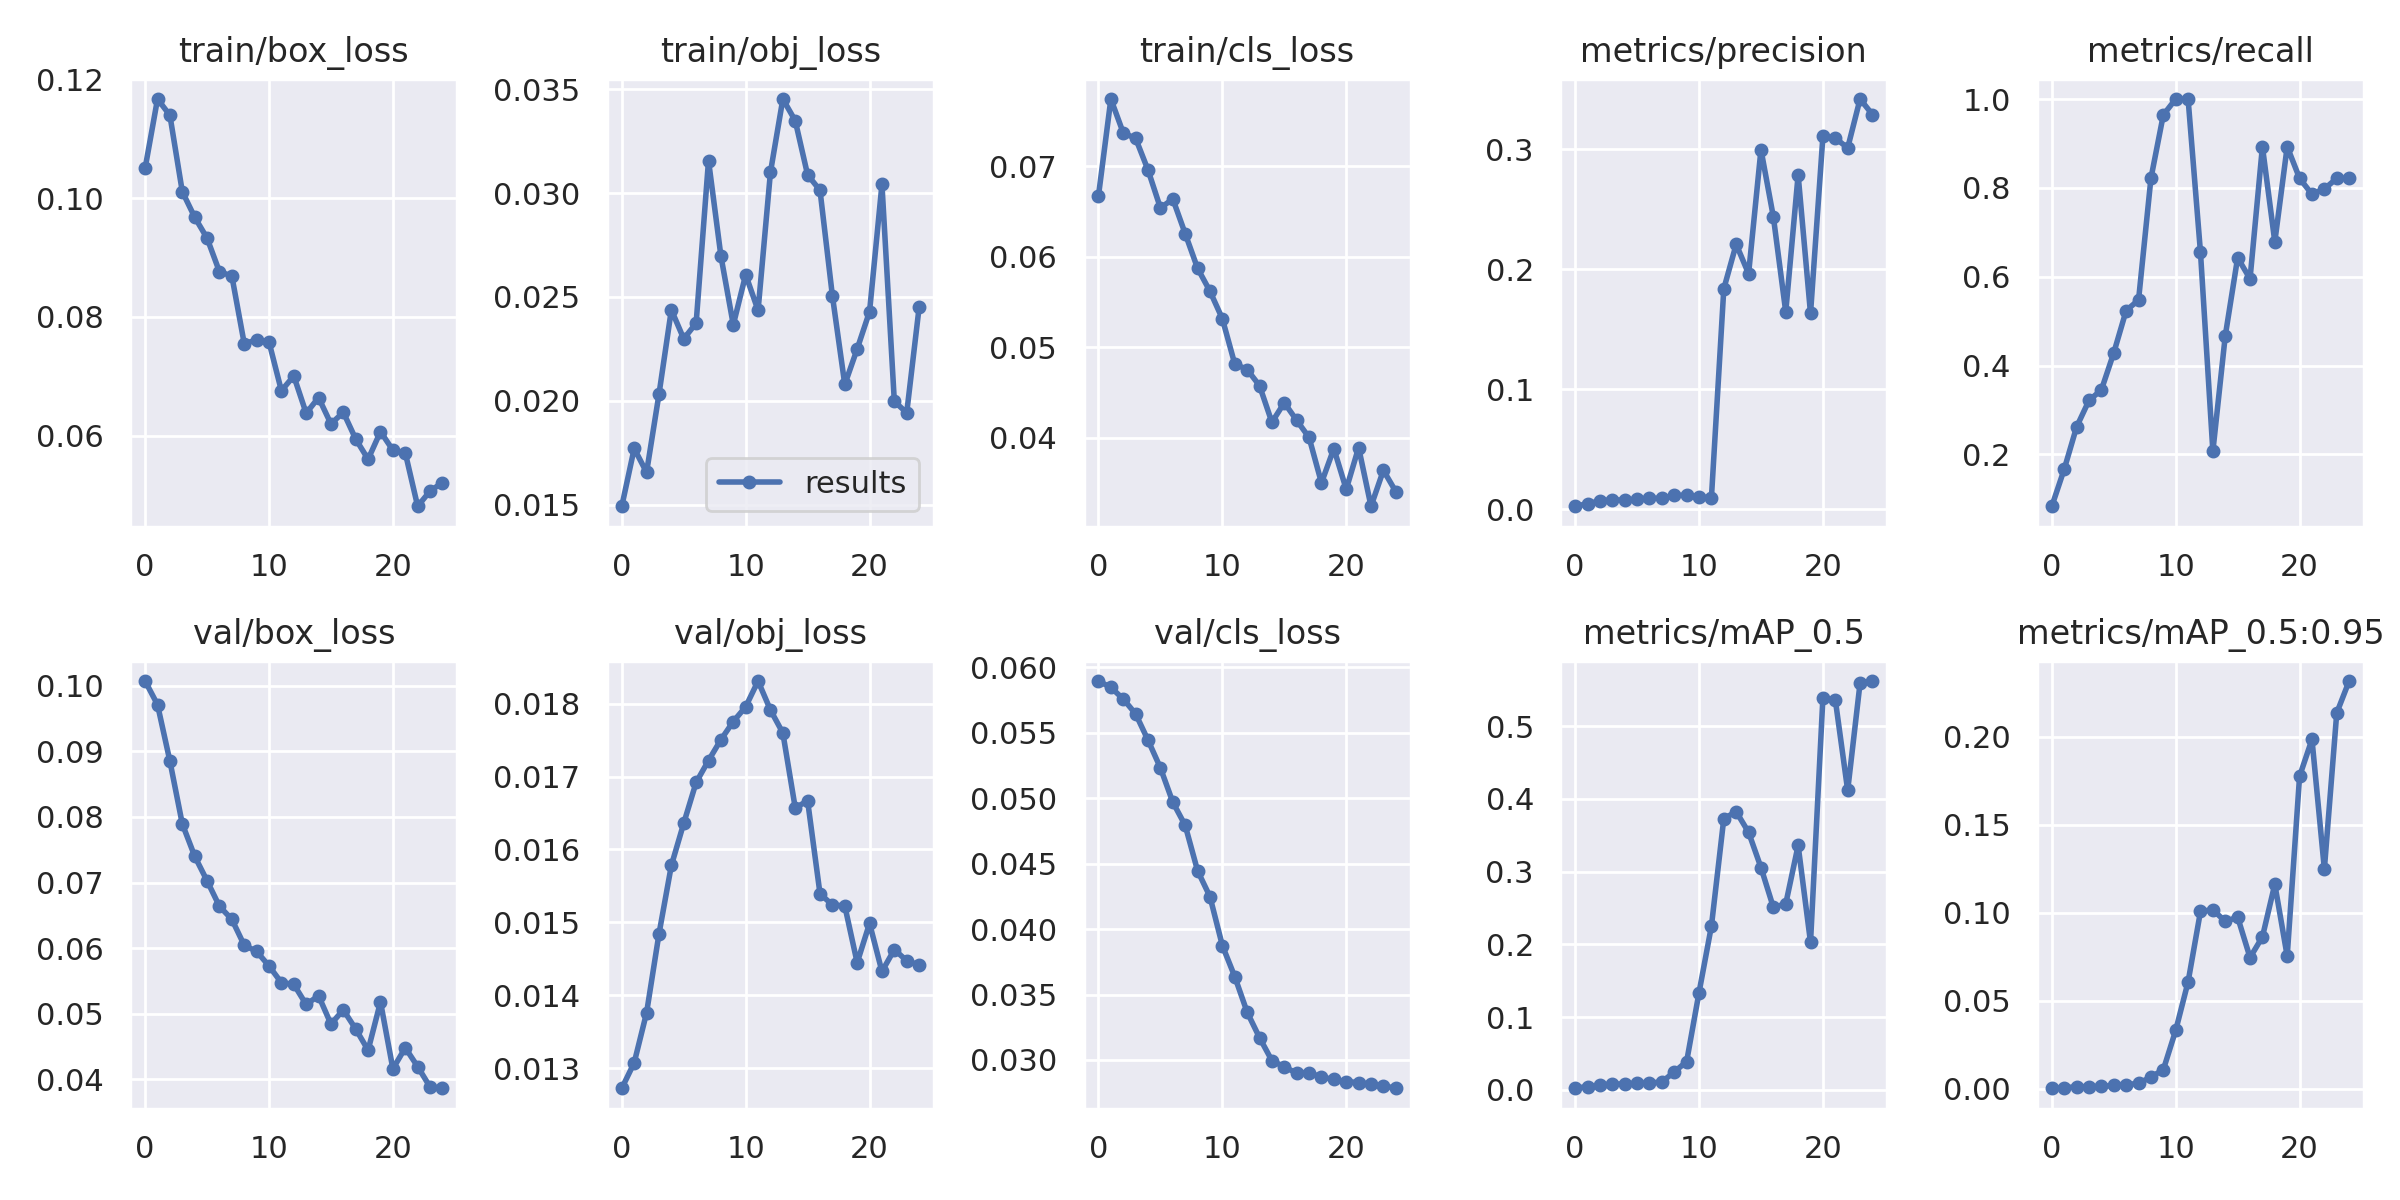 train/box_loss
0.12
0.10
0.08
0.06
0 10 20
train/obj_loss
0.035
0.030
0.025
0.020
0.015
results
0 10 20
train/cls_loss
0.07
0.06
0.05
0.04
0 10 20
metrics/precision
0.3
0.2
0.1
0.0
0 10 20
metrics/recall
1.0
0.8
0.6
0.4
0.2
0 10 20
val/box_loss
0.10
0.09
0.08
0.07
0.06
0.05
0.04
0 10 20
val/obj_loss
0.018
0.017
0.016
0.015
0.014
0.013
0 10 20
val/cls_loss
0.060
0.055
0.050
0.045
0.040
0.035
0.030
0 10 20
metrics/mAP_0.5
0.5
0.4
0.3
0.2
0.1
0.0
0 10 20
metrics/mAP_0.5:0.95
0.20
0.15
0.10
0.05
0.00
0 10 20